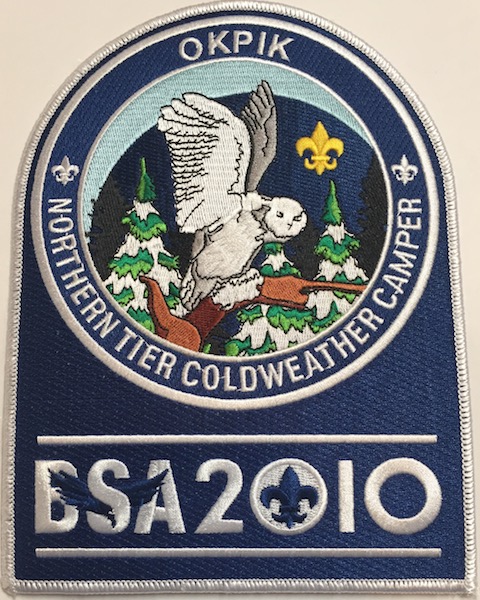 OKPIK
NORTHERN TIER COLDWEATHER CAMPER
BSA2010